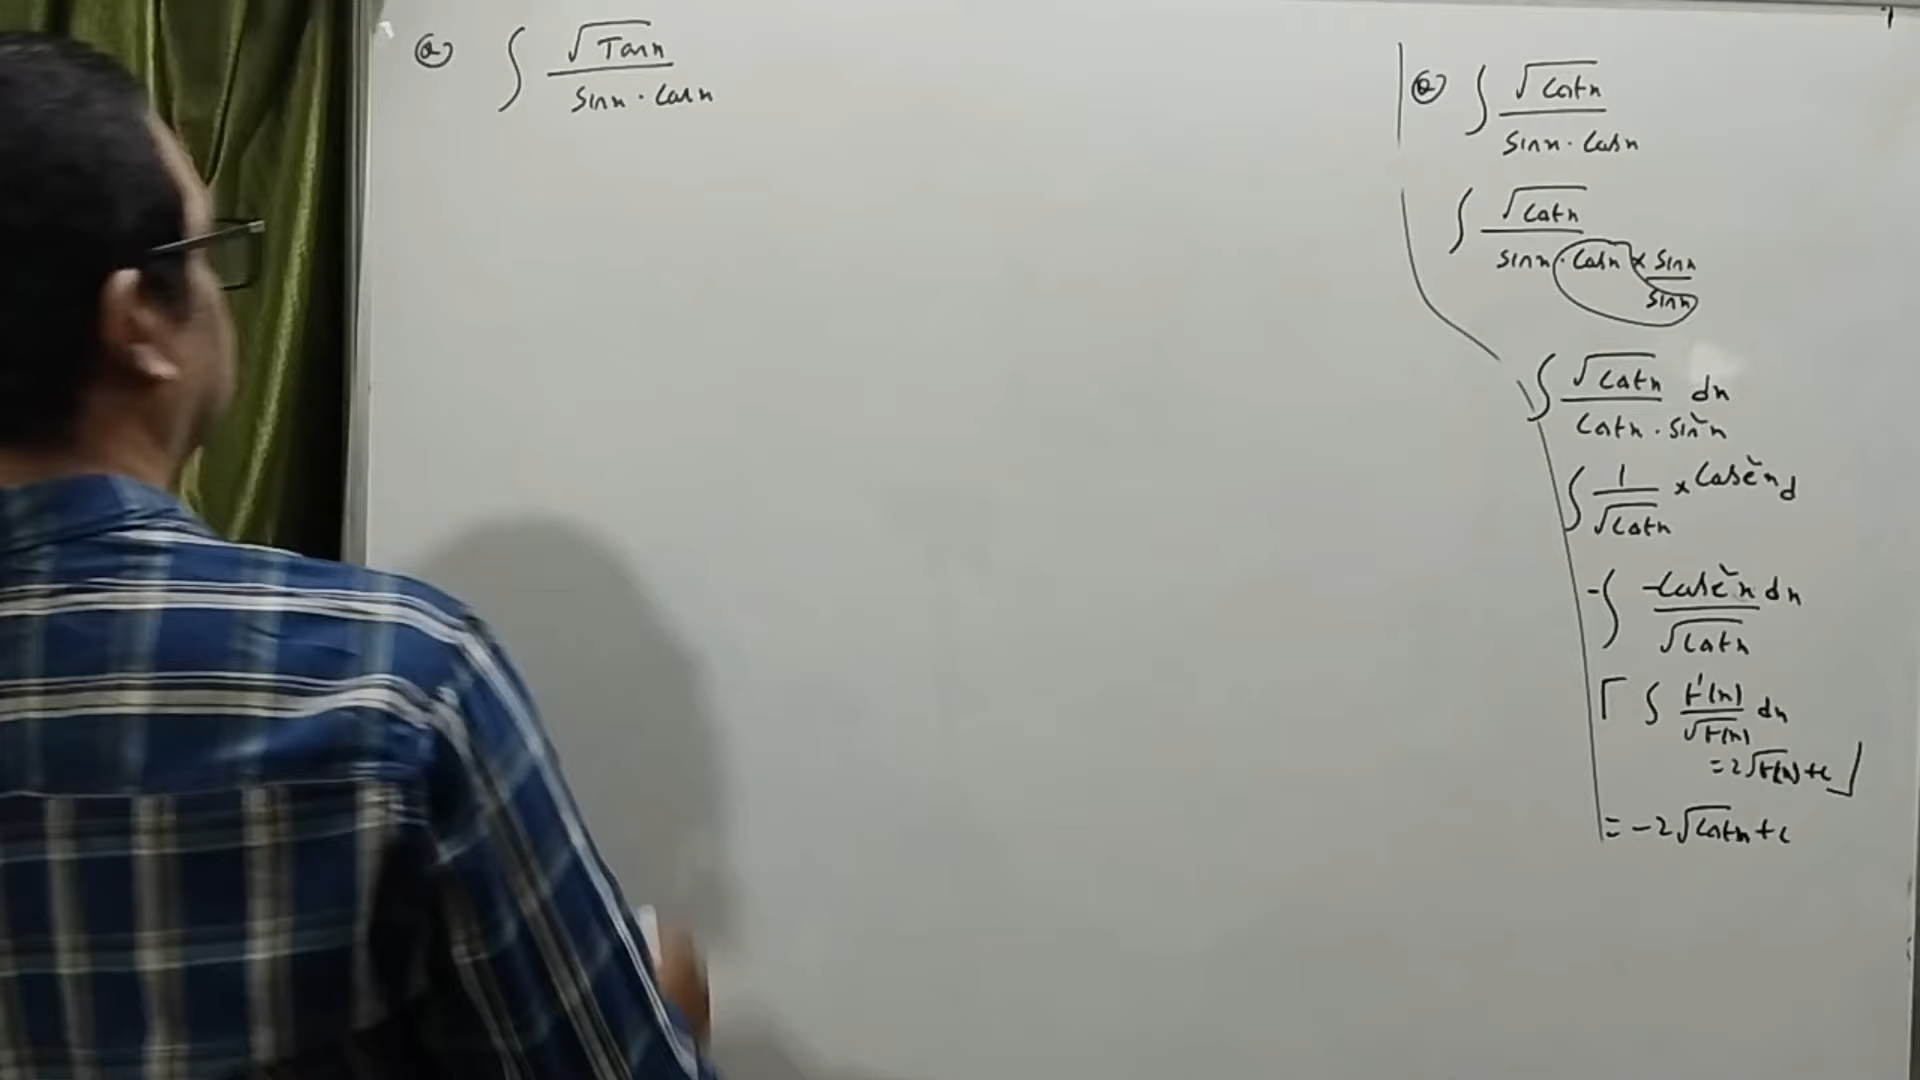 Q) ∫ √Tanx / Sinx · Cosx
Q) ∫ √Cotx / Sinx · Cosx
∫ √Cotx / Sinx · Cosx × Sinx/Sinx
∫ √Cotx / Cotx · Sin²x dx
∫ 1/√Cotx × Cosec²x d
-∫ -Cosec²x dx / √Cotx
[ ∫ f'(x) / √f(x) dx
= 2√f(x) + c ]
= -2√Cotx + c